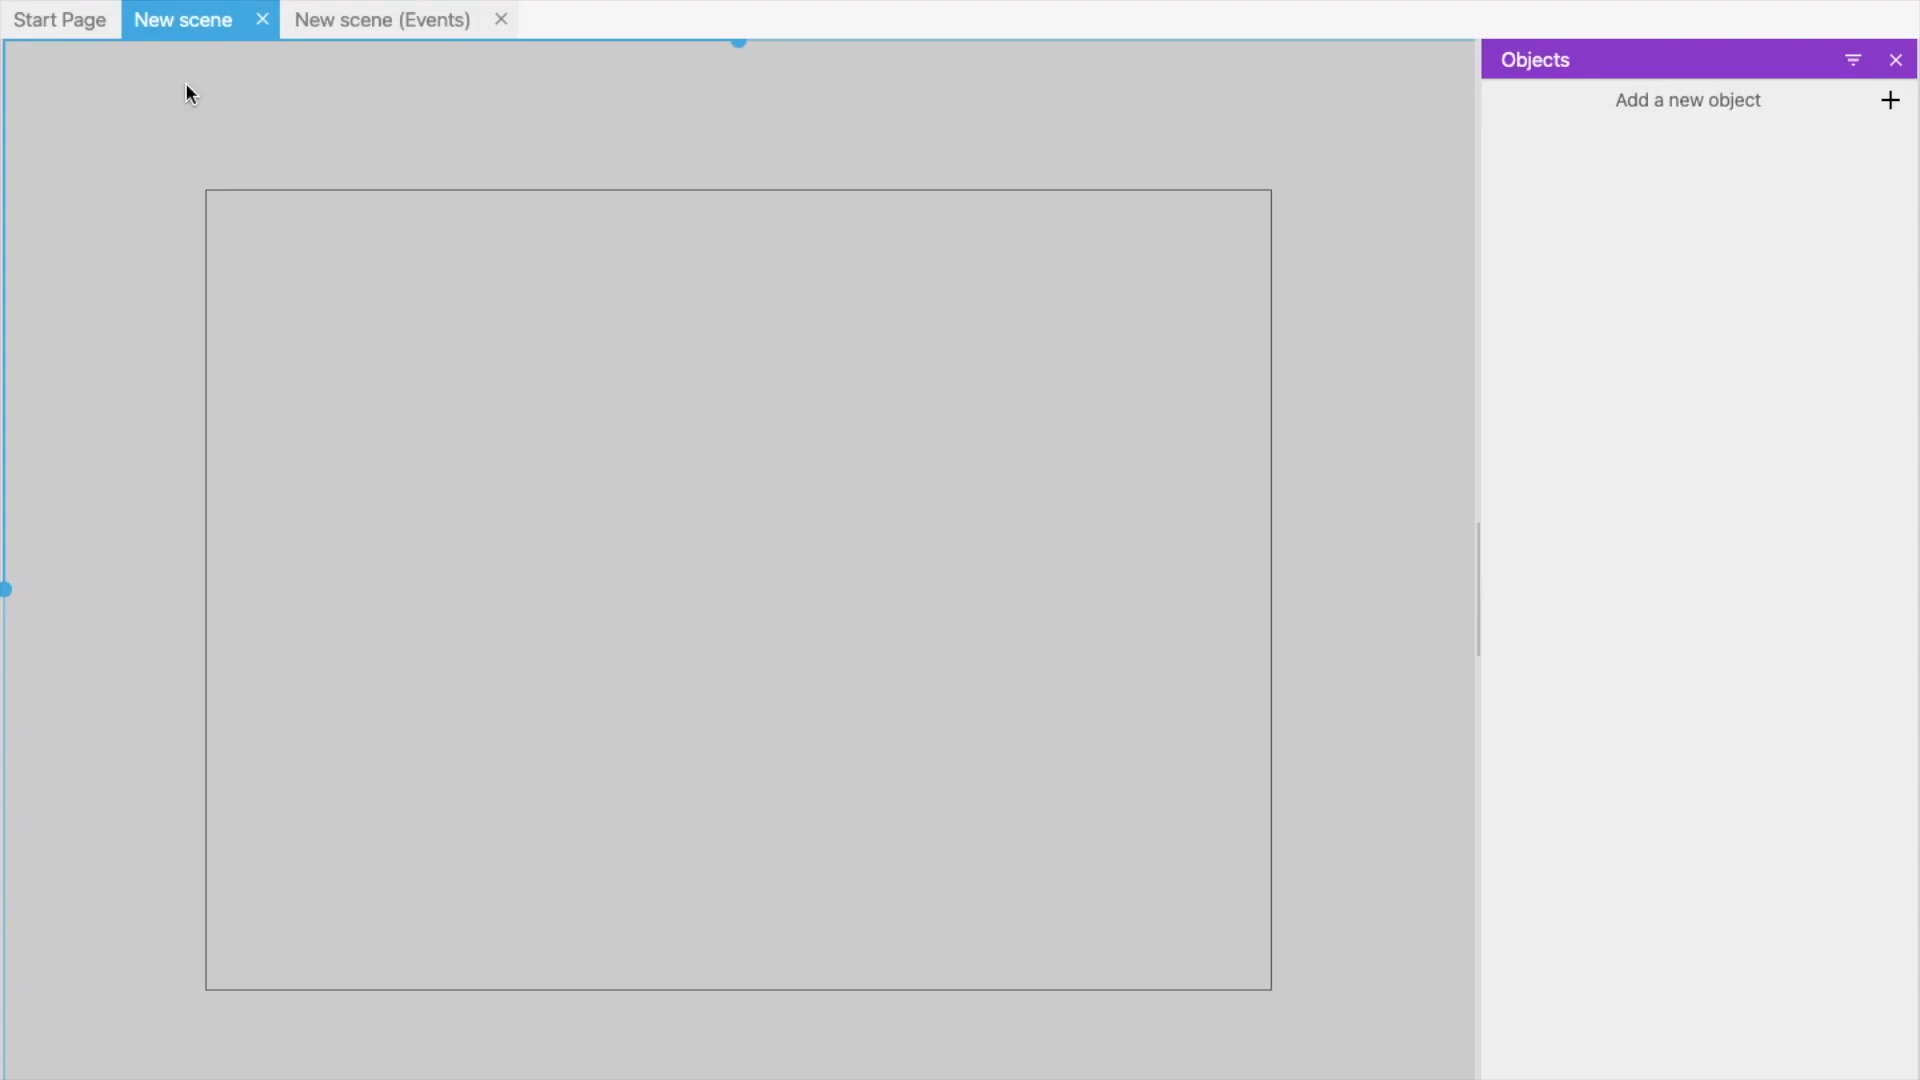 Start Page
New scene
New scene (Events)
Objects
Add a new object